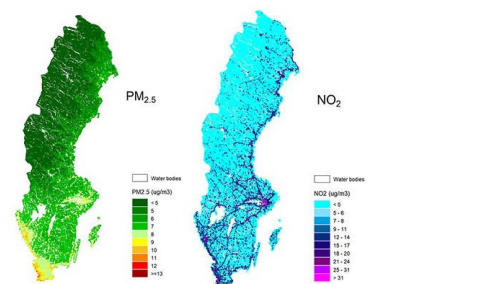 PM2.5
NO2
Water bodies
PM2.5 (ug/m3)
< 5
5
6
7
8
9
10
11
12
>=13
Water bodies
NO2 (ug/m3)
< 5
5 - 6
7 - 8
9 - 11
12 - 14
15 - 17
18 - 20
21 - 24
25 - 31
> 31